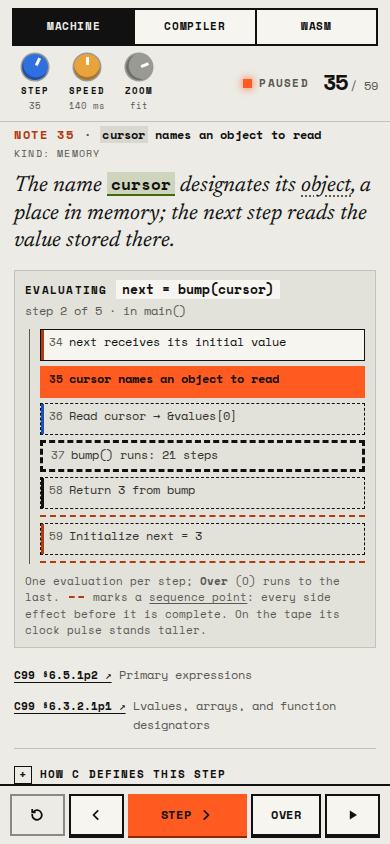 MACHINE
COMPILER
WASM
STEP
35
SPEED
140 ms
ZOOM
fit
PAUSED
35 / 59
NOTE 35 · cursor names an object to read
KIND: MEMORY
The name cursor designates its object, a
place in memory; the next step reads the
value stored there.
EVALUATING next = bump(cursor)
step 2 of 5 · in main()
34 next receives its initial value
35 cursor names an object to read
36 Read cursor → &values[0]
37 bump() runs: 21 steps
58 Return 3 from bump
59 Initialize next = 3
One evaluation per step; Over (O) runs to the
last. -- marks a sequence point: every side
effect before it is complete. On the tape its
clock pulse stands taller.
C99 §6.5.1p2 ↗ Primary expressions
C99 §6.3.2.1p1 ↗ Lvalues, arrays, and function
designators
+ HOW C DEFINES THIS STEP
STEP
OVER